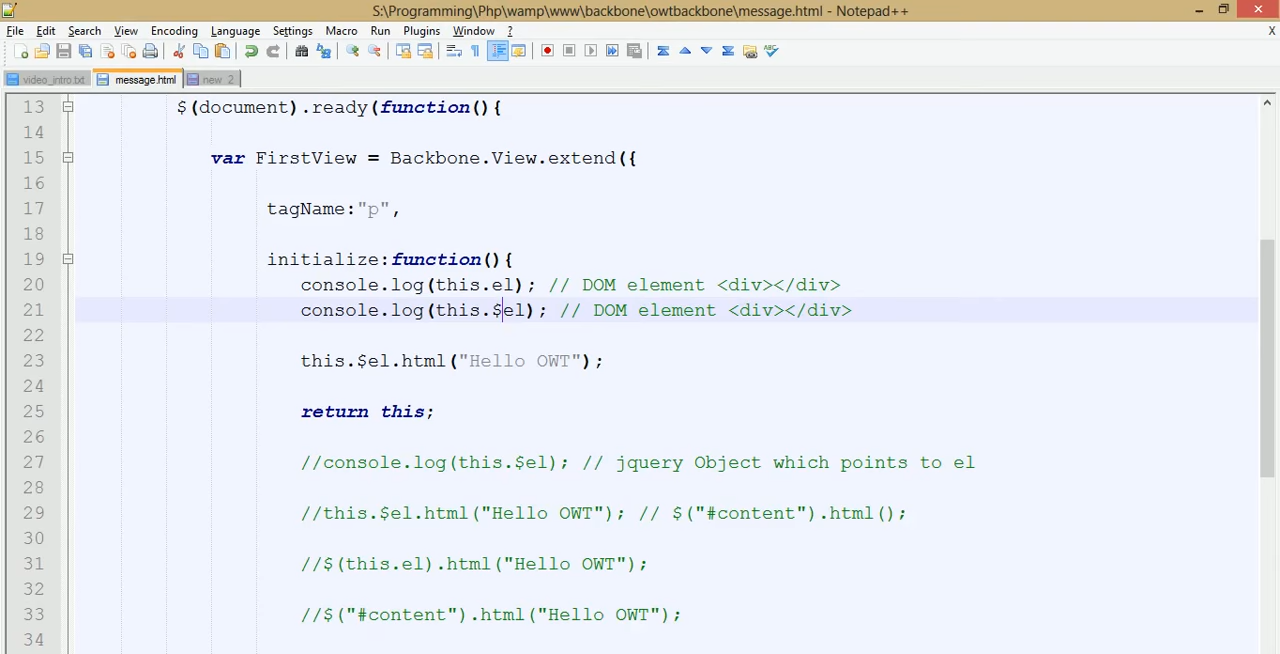 S:\Programming\Php\wamp\www\backbone\owtbackbone\message.html - Notepad++
File Edit Search View Encoding Language Settings Macro Run Plugins Window ? X
video_intro.txt message.html new 2
13 $(document).ready(function(){
14
15 var FirstView = Backbone.View.extend({
16
17 tagName:"p",
18
19 initialize:function(){
20 console.log(this.el); // DOM element <div></div>
21 console.log(this.$el); // DOM element <div></div>
22
23 this.$el.html("Hello OWT");
24
25 return this;
26
27 //console.log(this.$el); // jquery Object which points to el
28
29 //this.$el.html("Hello OWT"); // $("#content").html();
30
31 //$(this.el).html("Hello OWT");
32
33 //$("#content").html("Hello OWT");
34